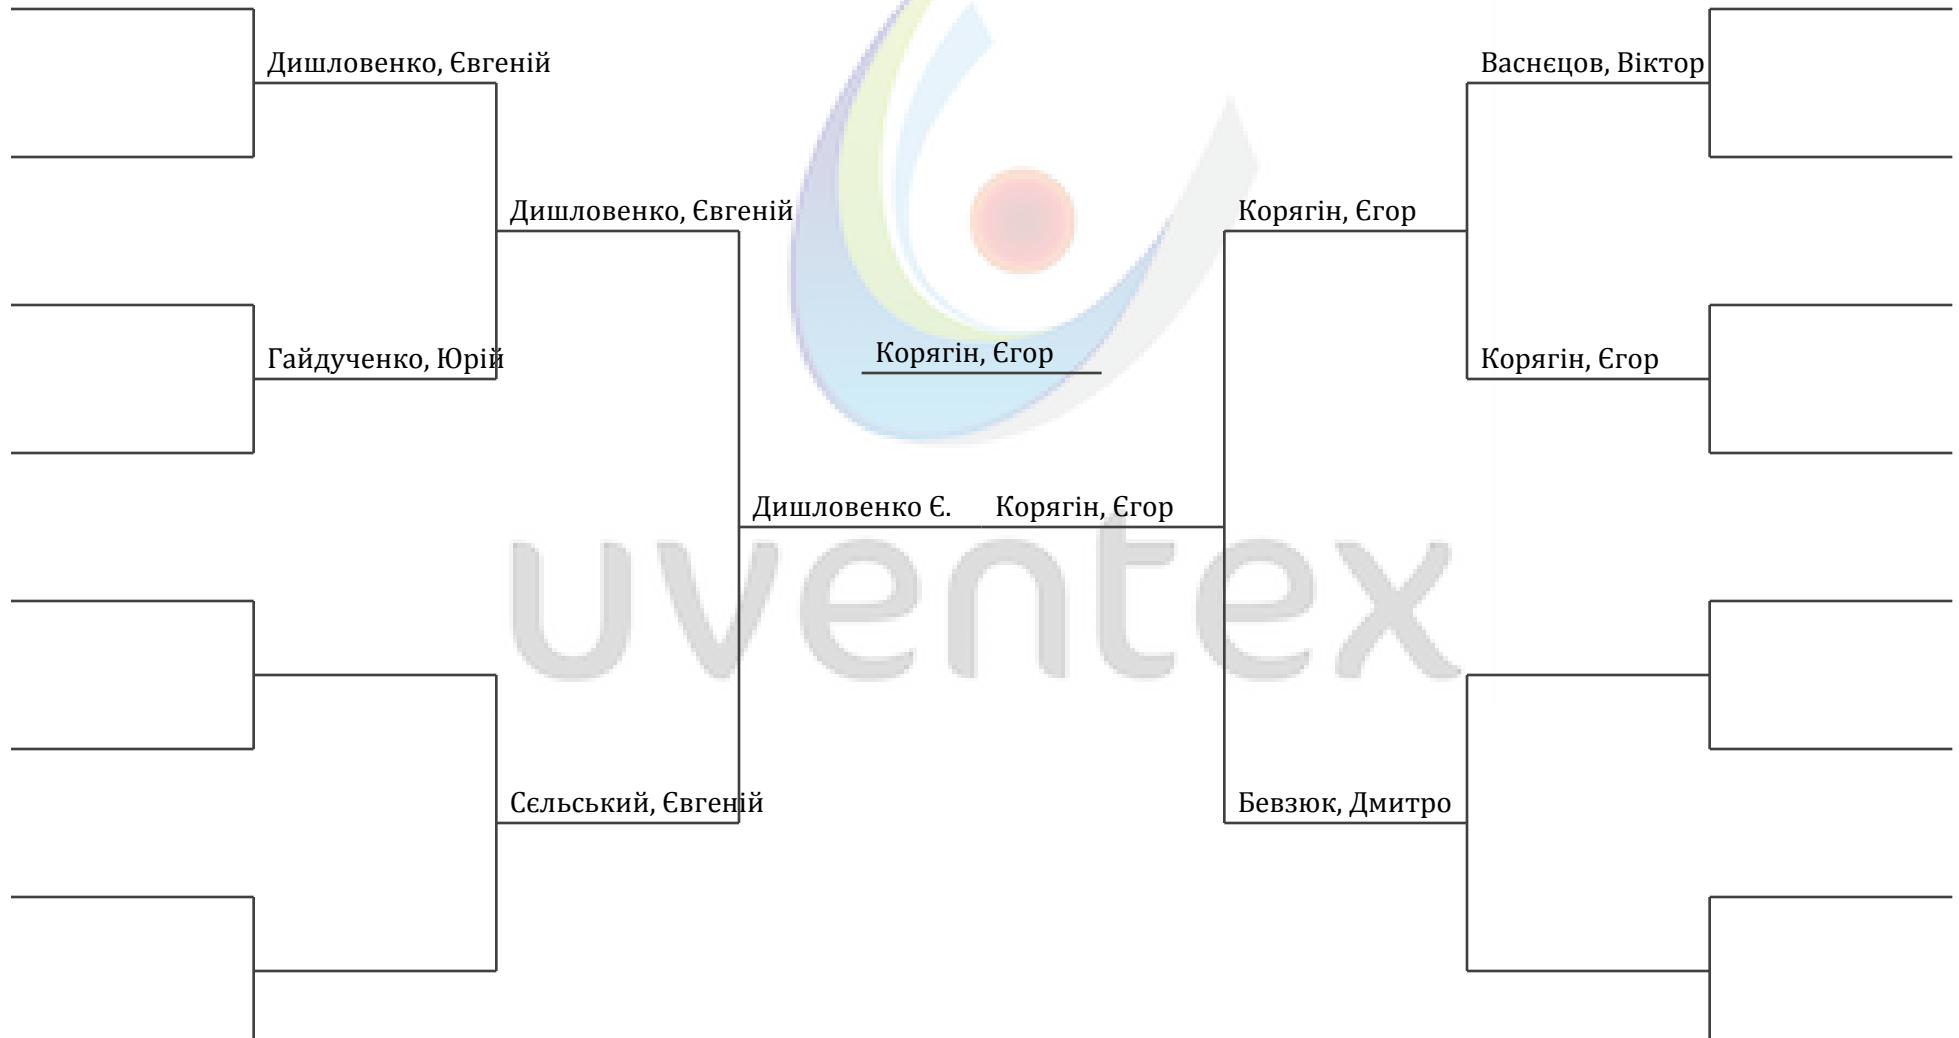 Дишловенко, Євгеній
Васнєцов, Віктор
Дишловенко, Євгеній
Корягін, Єгор
Гайдученко, Юрій
Корягін, Єгор
Корягін, Єгор
Дишловенко Є.
Корягін, Єгор
uventex
Сєльський, Євгеній
Бевзюк, Дмитро